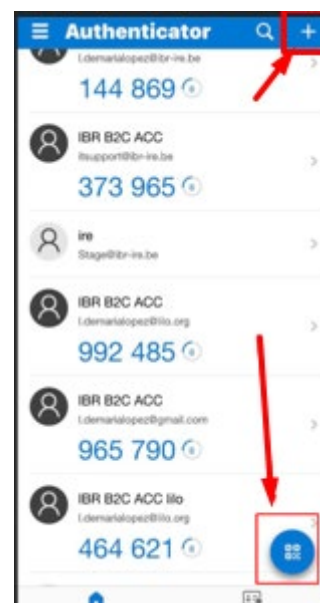 Authenticator
l.demarialopez@ibr-ire.be
144 869
IBR B2C ACC
itsupport@ibr-ire.be
373 965
ire
Stage@ibr-ire.be
IBR B2C ACC
l.demarialopez@lilo.org
992 485
IBR B2C ACC
l.demarialopez@gmail.com
965 790
IBR B2C ACC lilo
l.demarialopez@lilo.org
464 621